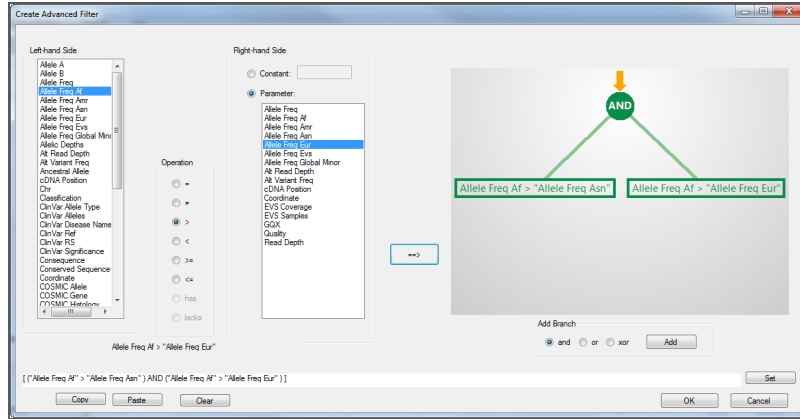 Create Advanced Filter
Left-hand Side
Allele A
Allele B
Allele Freq
Allele Freq Af
Allele Freq Amr
Allele Freq Asn
Allele Freq Eur
Allele Freq Evs
Allele Freq Global Mino
Allelic Depths
Alt Read Depth
Alt Variant Freq
Ancestral Allele
cDNA Position
Chr
Classification
ClinVar Allele Type
ClinVar Alleles
ClinVar Disease Name
ClinVar Ref
ClinVar RS
ClinVar Significance
Consequence
Conserved Sequence
Coordinate
COSMIC Allele
COSMIC Gene
COSMIC Histology
Operation
=
≠
>
<
>=
<=
has
lacks
Allele Freq Af > "Allele Freq Eur"
Right-hand Side
Constant:
Parameter:
Allele Freq
Allele Freq Af
Allele Freq Amr
Allele Freq Asn
Allele Freq Eur
Allele Freq Evs
Allele Freq Global Minor
Alt Read Depth
Alt Variant Freq
cDNA Position
Coordinate
EVS Coverage
EVS Samples
GQX
Quality
Read Depth
==>
AND
Allele Freq Af > "Allele Freq Asn"
Allele Freq Af > "Allele Freq Eur"
Add Branch
and or xor Add
[ ("Allele Freq Af" > "Allele Freq Asn" ) AND ("Allele Freq Af" > "Allele Freq Eur" ) ]
Set
Copy Paste Clear OK Cancel